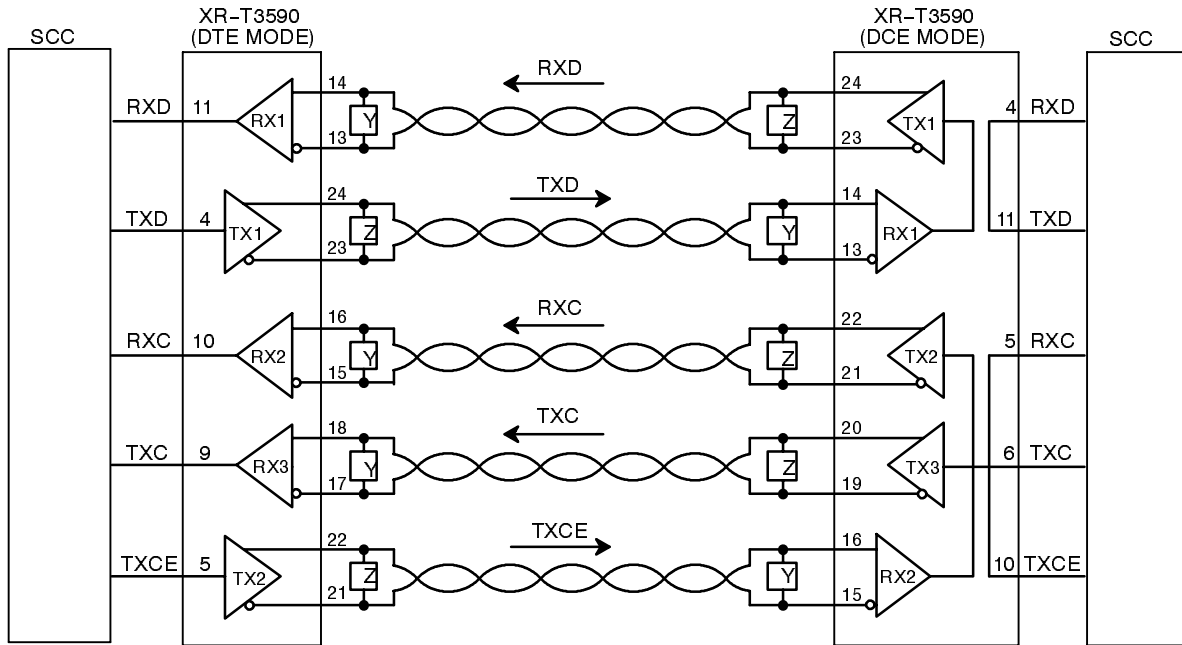 XR-T3590
(DTE MODE)
XR-T3590
(DCE MODE)
SCC
SCC
RXD 11 RX1 14 13 Y RXD Z 24 23 TX1 4 RXD
TXD 4 TX1 24 23 Z TXD Y 14 13 RX1 11 TXD
RXC 10 RX2 16 15 Y RXC Z 22 21 TX2 5 RXC
TXC 9 RX3 18 17 Y TXC Z 20 19 TX3 6 TXC
TXCE 5 TX2 22 21 Z TXCE Y 16 15 RX2 10 TXCE